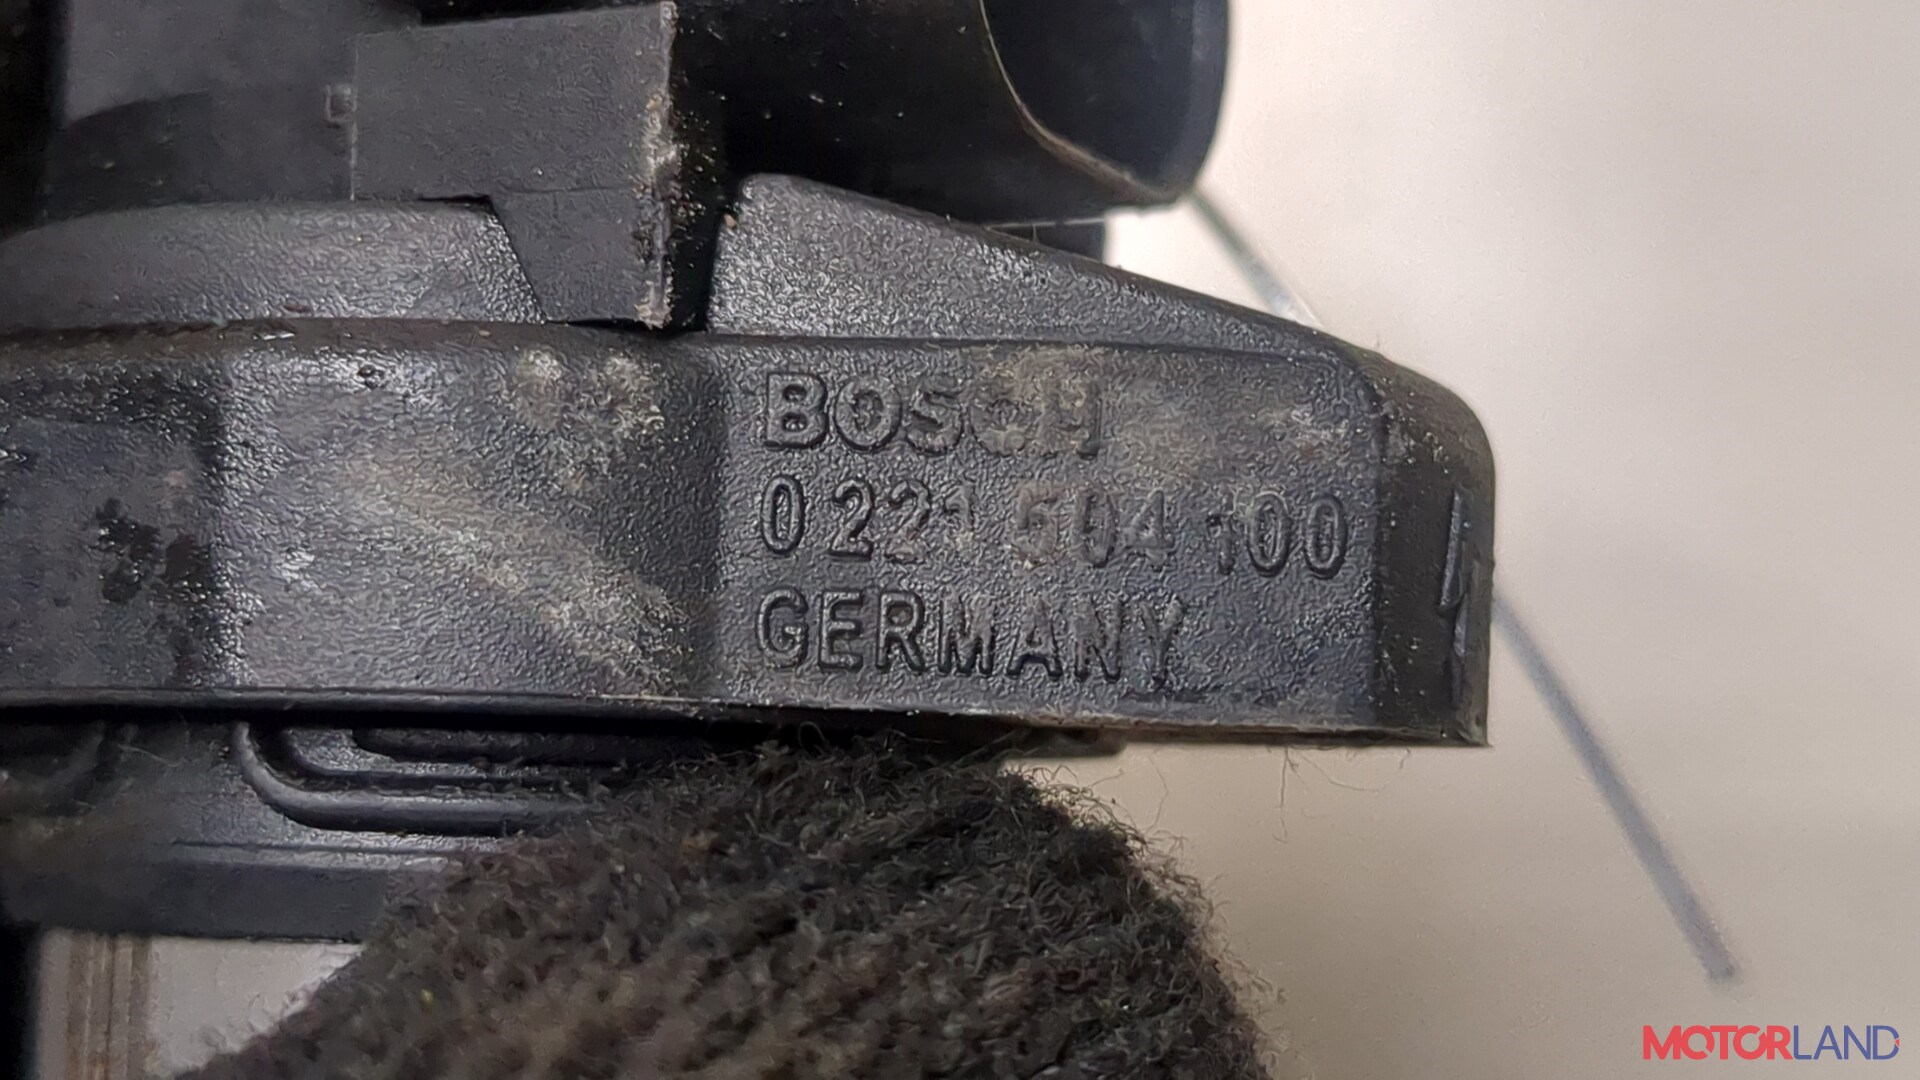 BOSCH
0 221 504 100
GERMANY
MOTORLAND